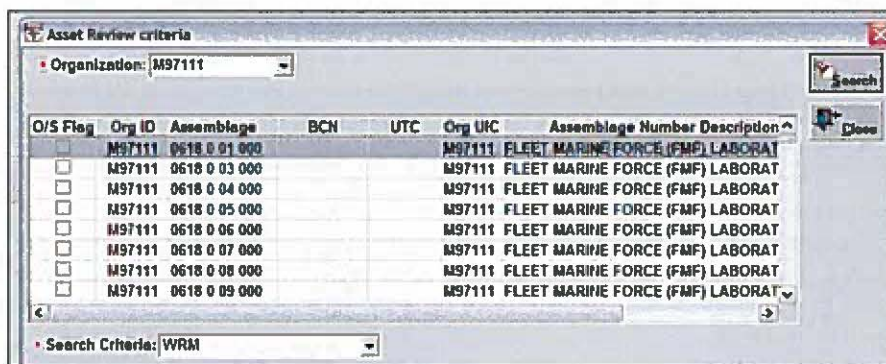 Asset Review criteria
• Organization: M97111
Search
Close
O/S Flag Org ID Assemblage BCN UTC Org UIC Assemblage Number Description
M97111 0618 0 01 000 M97111 FLEET MARINE FORCE (FMF) LABORAT
M97111 0618 0 03 000 M97111 FLEET MARINE FORCE (FMF) LABORAT
M97111 0618 0 04 000 M97111 FLEET MARINE FORCE (FMF) LABORAT
M97111 0618 0 05 000 M97111 FLEET MARINE FORCE (FMF) LABORAT
M97111 0618 0 06 000 M97111 FLEET MARINE FORCE (FMF) LABORAT
M97111 0618 0 07 000 M97111 FLEET MARINE FORCE (FMF) LABORAT
M97111 0618 0 08 000 M97111 FLEET MARINE FORCE (FMF) LABORAT
M97111 0618 0 09 000 M97111 FLEET MARINE FORCE (FMF) LABORAT
• Search Criteria: WRM